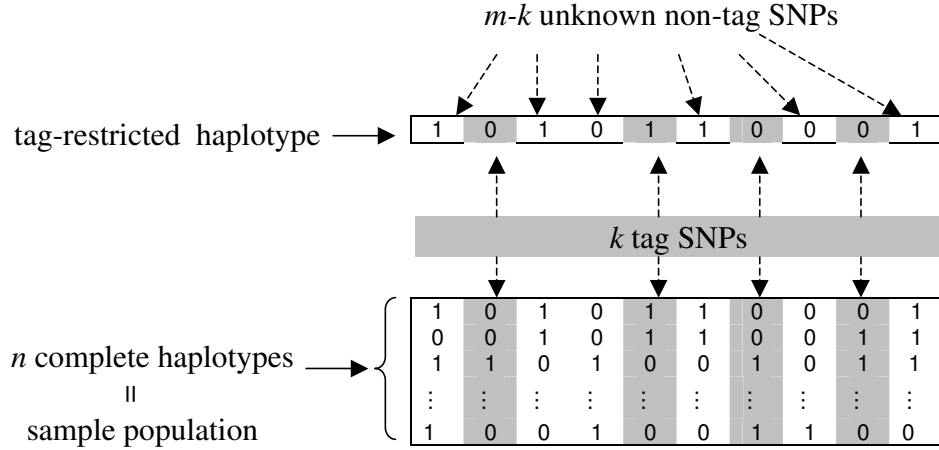 m-k unknown non-tag SNPs
tag-restricted haplotype
1 0 1 0 1 1 0 0 0 1
k tag SNPs
1 0 1 0 1 1 0 0 0 1
0 0 1 0 1 1 0 0 1 1
n complete haplotypes
1 1 0 1 0 0 1 0 1 1
=
⋮ ⋮ ⋮ ⋮ ⋮ ⋮ ⋮ ⋮ ⋮ ⋮
sample population
1 0 0 1 0 0 1 1 0 0